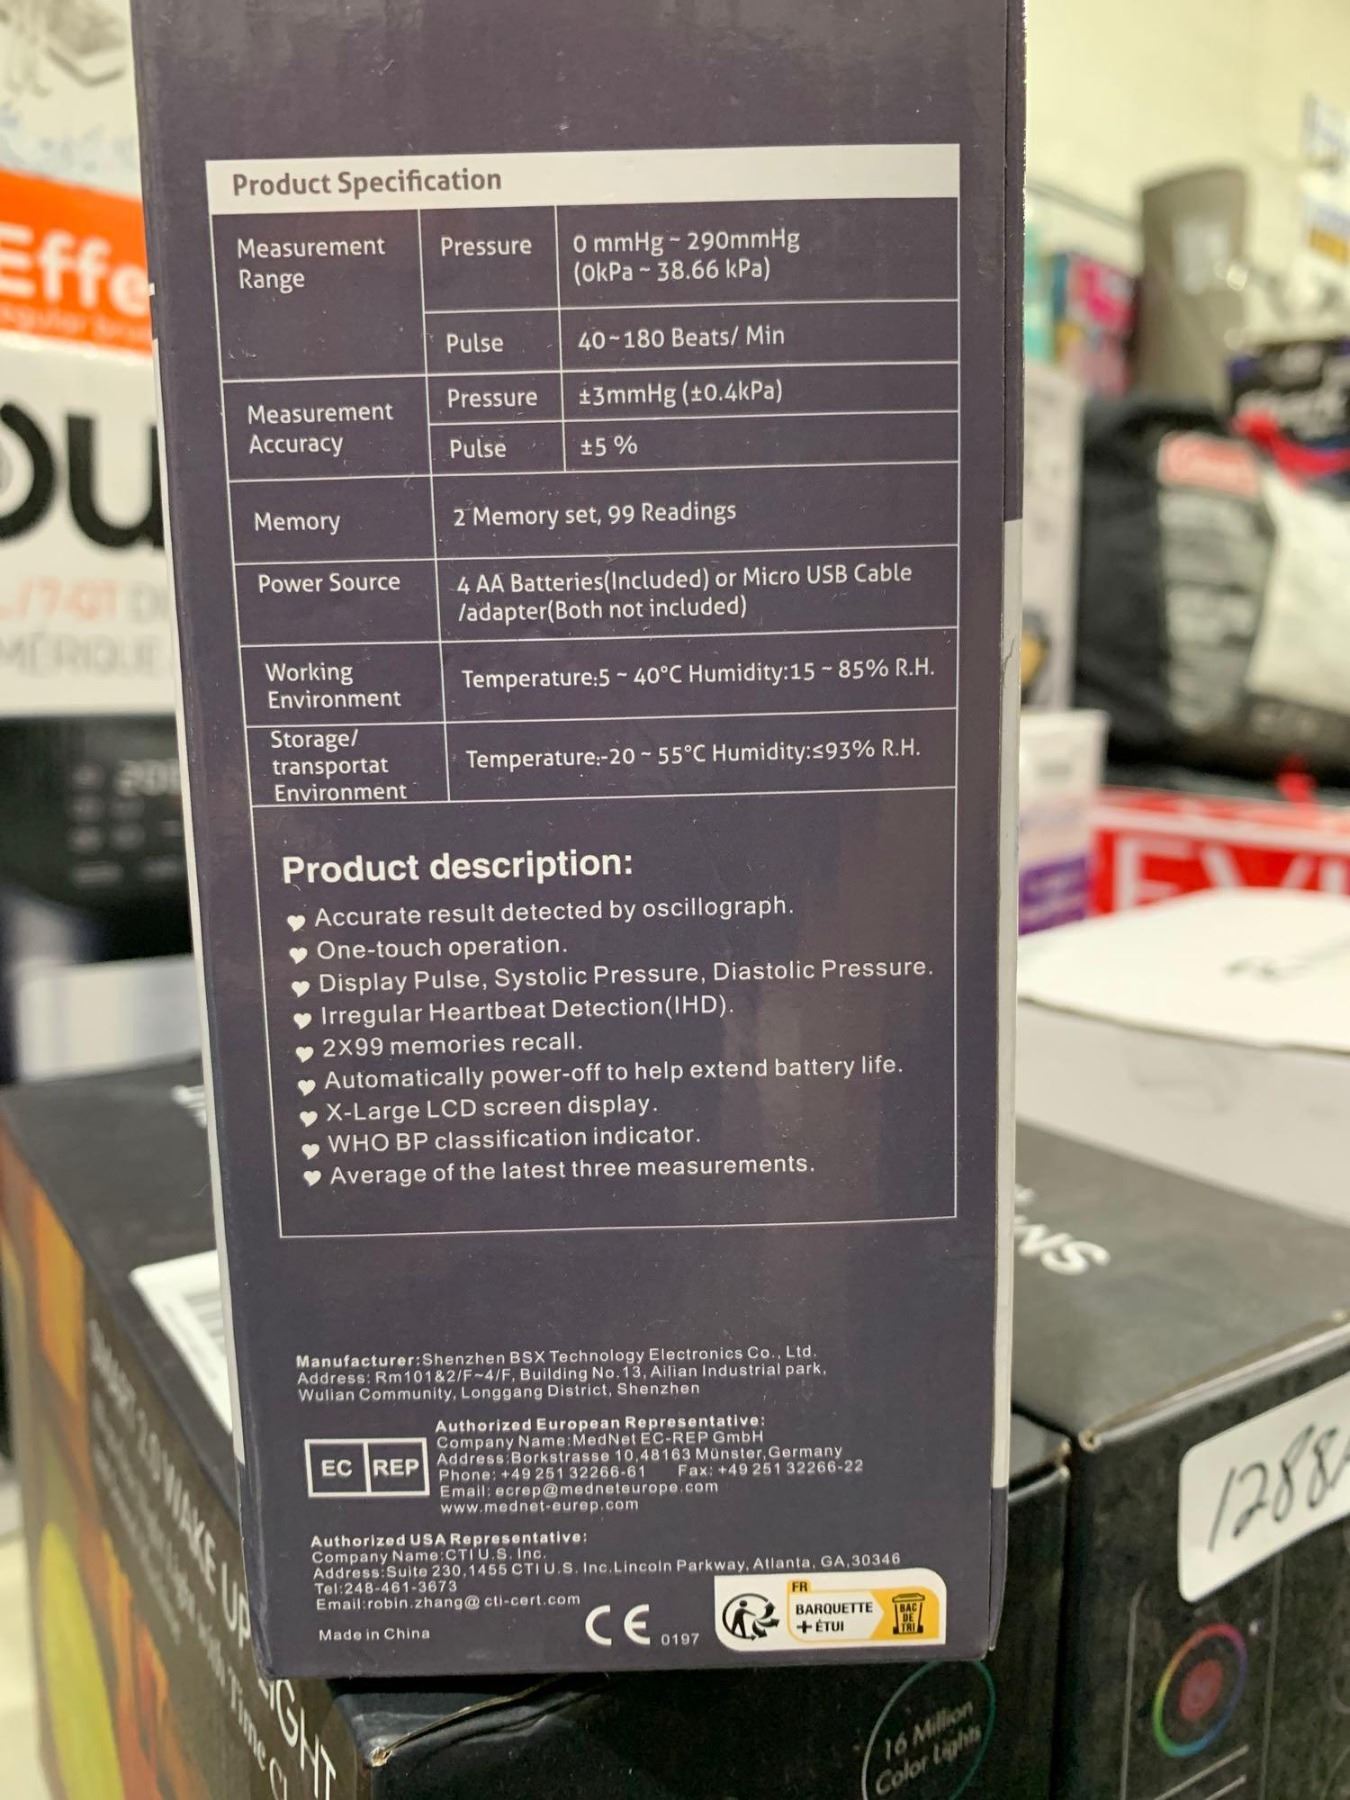 Product Specification
Measurement Range
Pressure
0 mmHg ~ 290mmHg
(0kPa ~ 38.66 kPa)
Pulse
40~180 Beats/ Min
Measurement Accuracy
Pressure
±3mmHg (±0.4kPa)
Pulse
±5 %
Memory
2 Memory set, 99 Readings
Power Source
4 AA Batteries(Included) or Micro USB Cable
/adapter(Both not included)
Working
Environment
Temperature:5 ~ 40°C Humidity:15 ~ 85% R.H.
Storage/
transportat
Environment
Temperature:-20 ~ 55°C Humidity:≤93% R.H.
Product description:
Accurate result detected by oscillograph.
One-touch operation.
Display Pulse, Systolic Pressure, Diastolic Pressure.
Irregular Heartbeat Detection(IHD).
2X99 memories recall.
Automatically power-off to help extend battery life.
X-Large LCD screen display.
WHO BP classification indicator.
Average of the latest three measurements.
Manufacturer:Shenzhen BSX Technology Electronics Co., Ltd.
Address: Rm101&2/F~4/F, Building No.13, Ailian Industrial park,
Wulian Community, Longgang District, Shenzhen
EC REP
Authorized European Representative:
Company Name:MedNet EC-REP GmbH
Address:Borkstrasse 10,48163 Münster,Germany
Phone: +49 251 32266-61 Fax: +49 251 32266-22
Email: ecrep@medneteurope.com
www.mednet-eurep.com
Authorized USA Representative:
Company Name:CTI U.S. Inc.
Address:Suite 230,1455 CTI U.S. Inc.Lincoln Parkway, Atlanta, GA,30346
Tel:248-461-3673
Email:robin.zhang@ cti-cert.com
Made in China
CE 0197
FR
BARQUETTE
+ ÉTUI
BAC
DE
TRI
Effe
ou
1288
16 Million
Color Lights